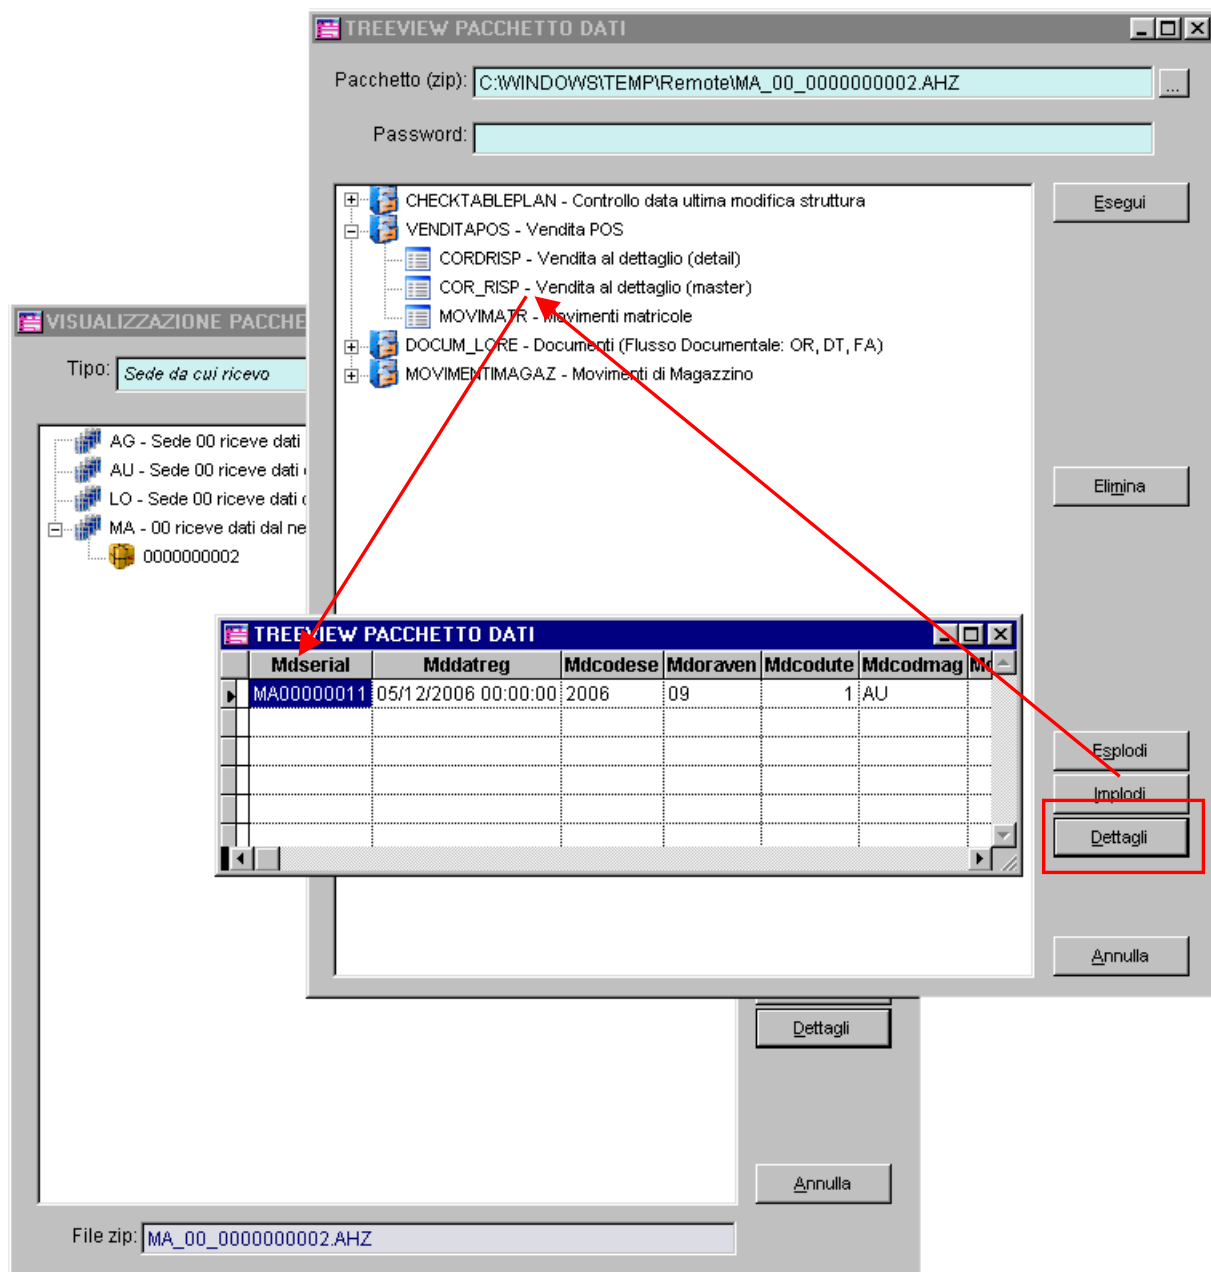 TREEVIEW PACCHETTO DATI
Pacchetto (zip): C:\WINDOWS\TEMP\Remote\MA_00_0000000002.AHZ ...
Password:
CHECKTABLEPLAN - Controllo data ultima modifica struttura
VENDITAPOS - Vendita POS
CORDRISP - Vendita al dettaglio (detail)
COR_RISP - Vendita al dettaglio (master)
MOVIMATR - Movimenti matricole
DOCUM_LORE - Documenti (Flusso Documentale: OR, DT, FA)
MOVIMENTIMAGAZ - Movimenti di Magazzino
Esegui
Elimina
Esplodi
Implodi
Dettagli
Annulla
VISUALIZZAZIONE PACCHE
Tipo: Sede da cui ricevo
AG - Sede 00 riceve dati
AU - Sede 00 riceve dati
LO - Sede 00 riceve dati
MA - 00 riceve dati dal ne
0000000002
TREEVIEW PACCHETTO DATI
Mdserial Mddatreg Mdcodese Mdoraven Mdcodute Mdcodmag
MA00000011 05/12/2006 00:00:00 2006 09 1 AU
Dettagli
Annulla
File zip: MA_00_0000000002.AHZ